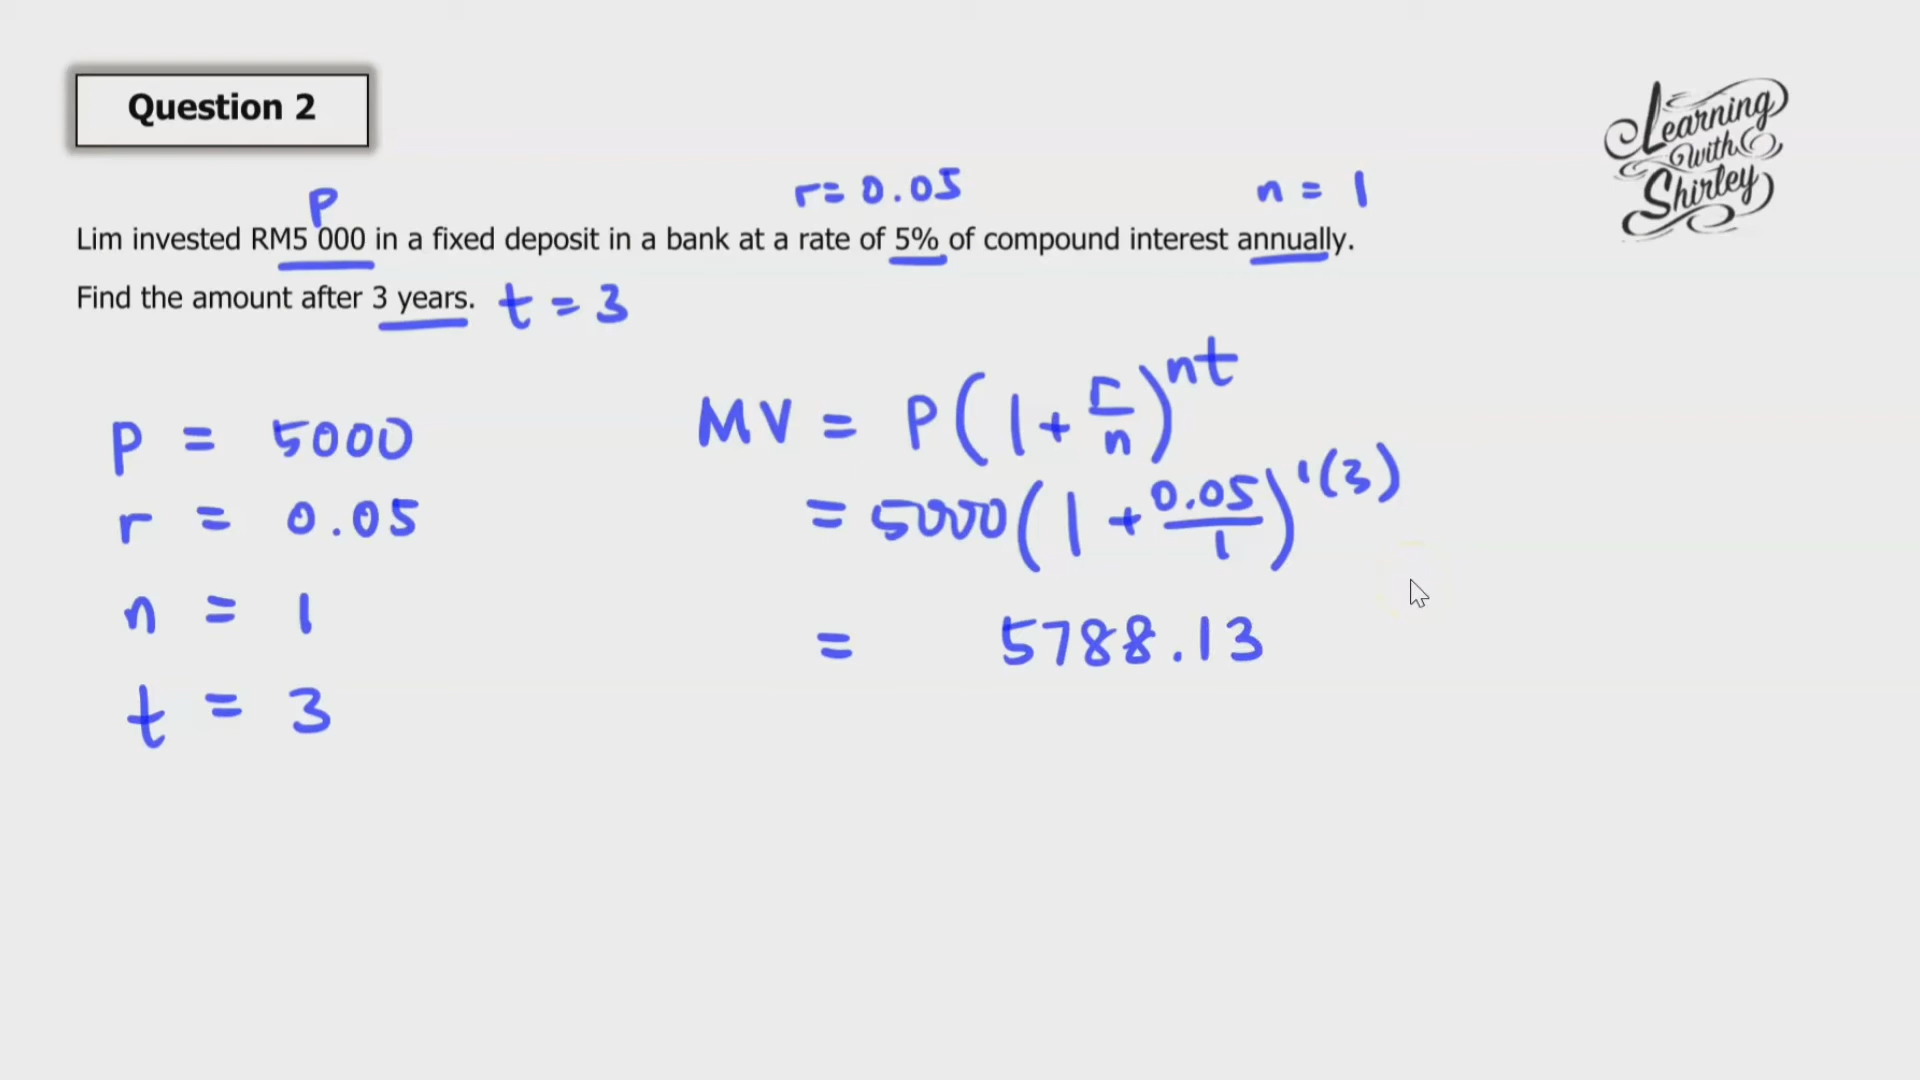 Question 2
Learning
with
Shirley
P r = 0.05 n = 1
Lim invested RM5 000 in a fixed deposit in a bank at a rate of 5% of compound interest annually.
Find the amount after 3 years. t = 3
P = 5000
r = 0.05
n = 1
t = 3
MV = P(1 + r/n)^nt
= 5000(1 + 0.05/1)^1(3)
= 5788.13